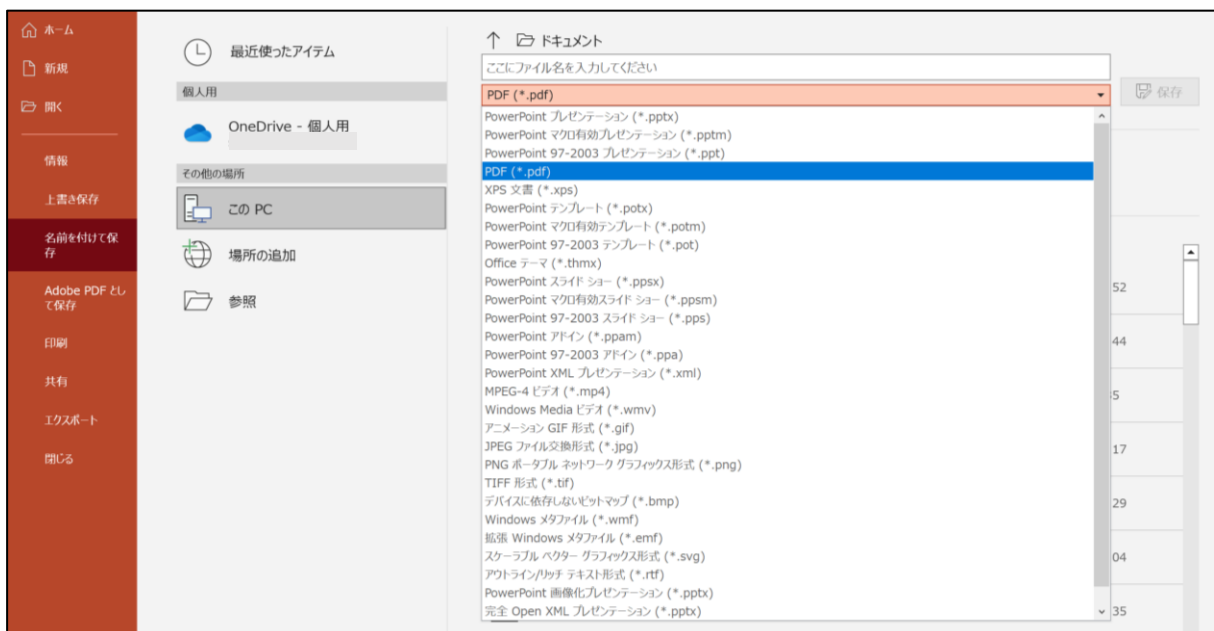 ホーム
新規
開く
情報
上書き保存
名前を付けて保
存
Adobe PDF とし
て保存
印刷
共有
エクスポート
閉じる
最近使ったアイテム
個人用
OneDrive - 個人用
その他の場所
この PC
場所の追加
参照
ドキュメント
ここにファイル名を入力してください
PDF (*.pdf)
保存
PowerPoint プレゼンテーション (*.pptx)
PowerPoint マクロ有効プレゼンテーション (*.pptm)
PowerPoint 97-2003 プレゼンテーション (*.ppt)
PDF (*.pdf)
XPS 文書 (*.xps)
PowerPoint テンプレート (*.potx)
PowerPoint マクロ有効テンプレート (*.potm)
PowerPoint 97-2003 テンプレート (*.pot)
Office テーマ (*.thmx)
PowerPoint スライド ショー (*.ppsx)
PowerPoint マクロ有効スライド ショー (*.ppsm)
PowerPoint 97-2003 スライド ショー (*.pps)
PowerPoint アドイン (*.ppam)
PowerPoint 97-2003 アドイン (*.ppa)
PowerPoint XML プレゼンテーション (*.xml)
MPEG-4 ビデオ (*.mp4)
Windows Media ビデオ (*.wmv)
アニメーション GIF 形式 (*.gif)
JPEG ファイル交換形式 (*.jpg)
PNG ポータブル ネットワーク グラフィックス形式 (*.png)
TIFF 形式 (*.tif)
デバイスに依存しないビットマップ (*.bmp)
Windows メタファイル (*.wmf)
拡張 Windows メタファイル (*.emf)
スケーラブル ベクター グラフィックス形式 (*.svg)
アウトライン/リッチ テキスト形式 (*.rtf)
PowerPoint 画像化プレゼンテーション (*.pptx)
完全 Open XML プレゼンテーション (*.pptx)
52
44
5
17
29
04
35